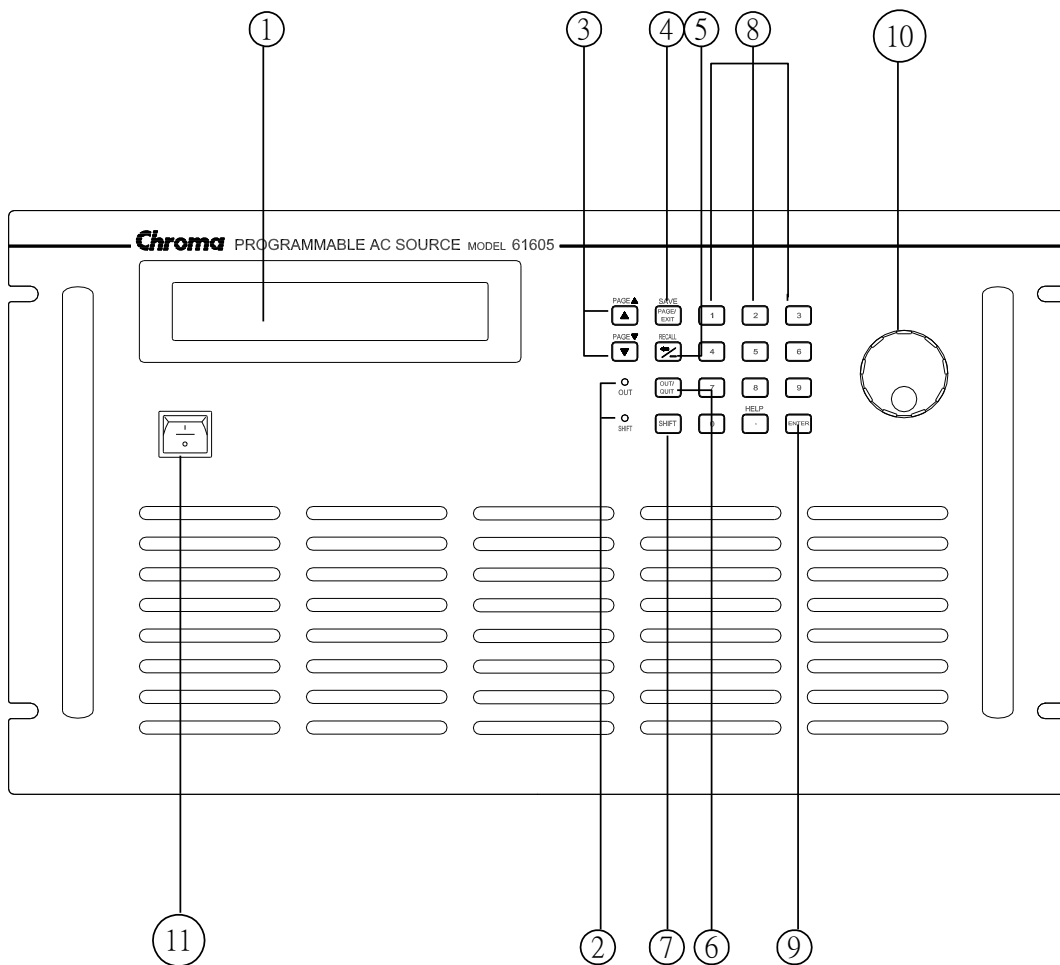 1 3 4 5 8 10
Chroma PROGRAMMABLE AC SOURCE MODEL 61605
PAGE▲ SAVE
▲ PAGE/EXIT 1 2 3
PAGE▼ RECALL
▼ 4 5 6
OUT OUT/QUIT 7 8 9
HELP
SHIFT SHIFT 0 . ENTER
11 2 7 6 9